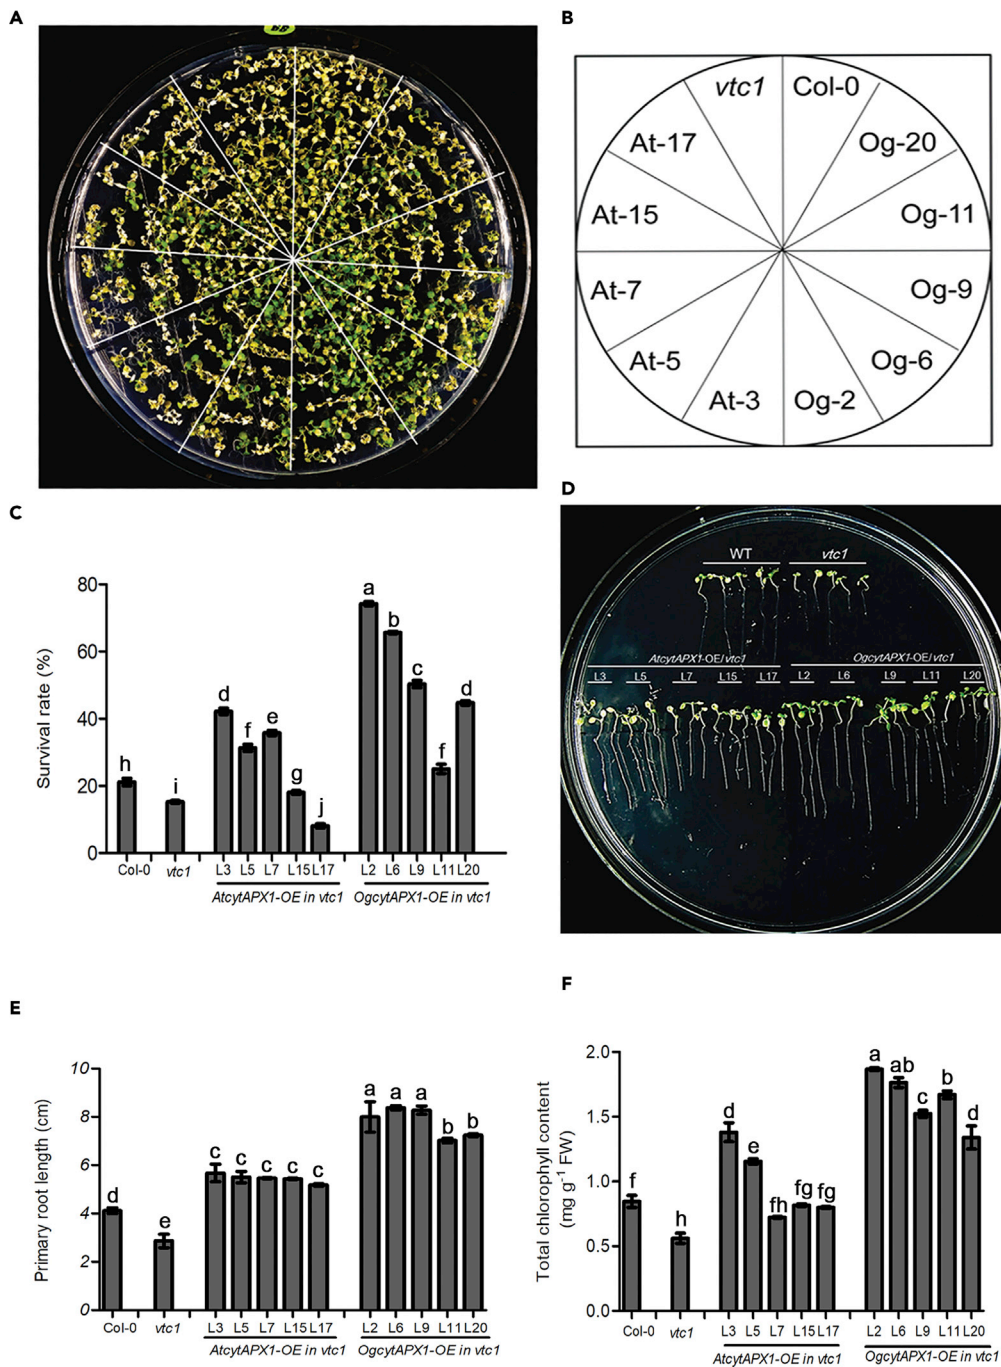 A
B
vtc1 Col-0
At-17 Og-20
At-15 Og-11
At-7 Og-9
At-5 Og-6
At-3 Og-2
C
Survival rate (%)
80
60
40
20
0
h i d f e g j a b c f d
Col-0 vtc1 L3 L5 L7 L15 L17 L2 L6 L9 L11 L20
AtcytAPX1-OE in vtc1 OgcytAPX1-OE in vtc1
D
WT vtc1
AtcytAPX1-OE/vtc1 OgcytAPX1-OE/vtc1
L3 L5 L7 L15 L17 L2 L6 L9 L11 L20
E
Primary root length (cm)
10
8
6
4
2
0
d e c c c c c a a a b b
Col-0 vtc1 L3 L5 L7 L15 L17 L2 L6 L9 L11 L20
AtcytAPX1-OE in vtc1 OgcytAPX1-OE in vtc1
F
Total chlorophyll content
(mg g-1 FW)
2.0
1.5
1.0
0.5
0.0
f h d e fh fg fg a ab c b d
Col-0 vtc1 L3 L5 L7 L15 L17 L2 L6 L9 L11 L20
AtcytAPX1-OE in vtc1 OgcytAPX1-OE in vtc1